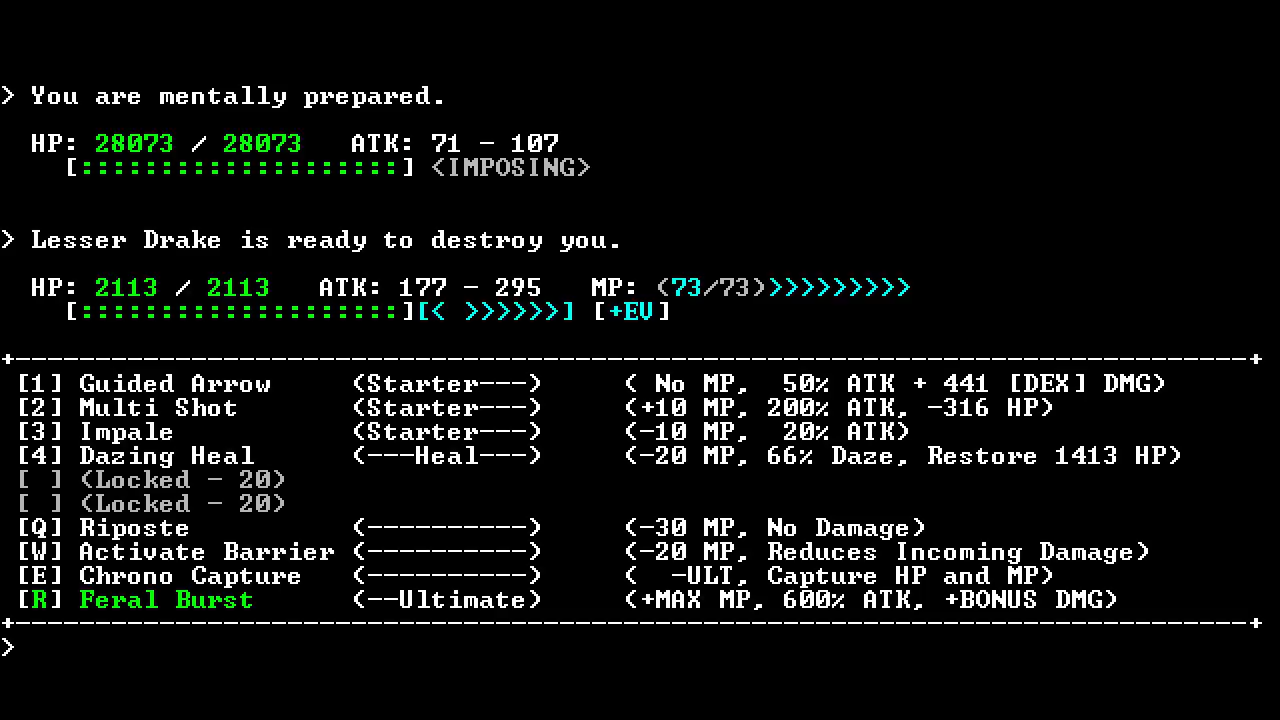 > You are mentally prepared.
HP: 28073 / 28073   ATK: 71 - 107
[::::::::::::::::::::] <IMPOSING>
> Lesser Drake is ready to destroy you.
HP: 2113 / 2113   ATK: 177 - 295   MP: (73/73)>>>>>>>>>
[::::::::::::::::::::][< >>>>>>] [+EV]
+------------------------------------------------------------------------------+
[1] Guided Arrow     (Starter---)     ( No MP,  50% ATK + 441 [DEX] DMG)
[2] Multi Shot       (Starter---)     (+10 MP, 200% ATK, -316 HP)
[3] Impale           (Starter---)     (-10 MP,  20% ATK)
[4] Dazing Heal      (---Heal---)     (-20 MP, 66% Daze, Restore 1413 HP)
[ ] (Locked - 20)
[ ] (Locked - 20)
[Q] Riposte          (----------)     (-30 MP, No Damage)
[W] Activate Barrier (----------)     (-20 MP, Reduces Incoming Damage)
[E] Chrono Capture   (----------)     (  -ULT, Capture HP and MP)
[R] Feral Burst      (--Ultimate)     (+MAX MP, 600% ATK, +BONUS DMG)
+------------------------------------------------------------------------------+
>